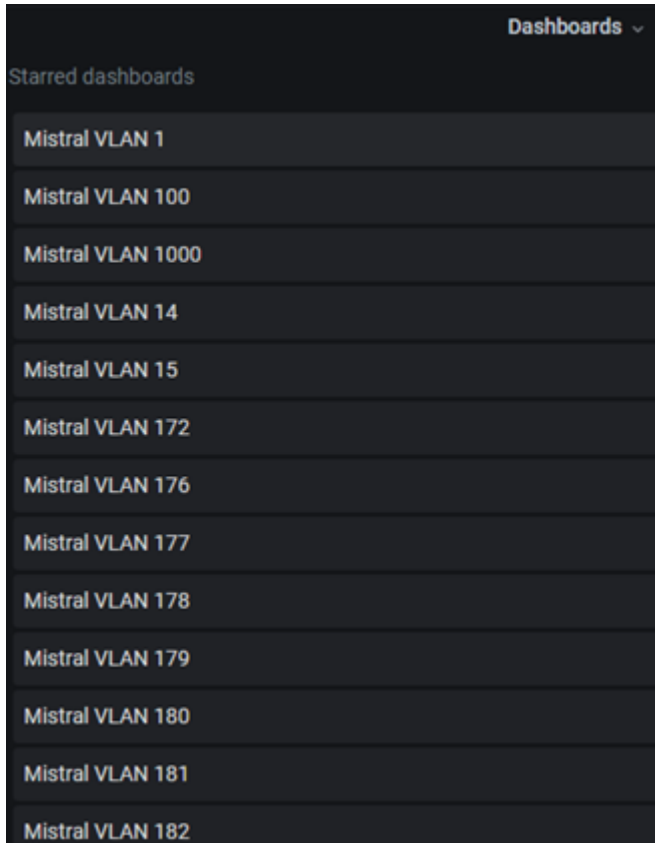 Dashboards
Starred dashboards
Mistral VLAN 1
Mistral VLAN 100
Mistral VLAN 1000
Mistral VLAN 14
Mistral VLAN 15
Mistral VLAN 172
Mistral VLAN 176
Mistral VLAN 177
Mistral VLAN 178
Mistral VLAN 179
Mistral VLAN 180
Mistral VLAN 181
Mistral VLAN 182